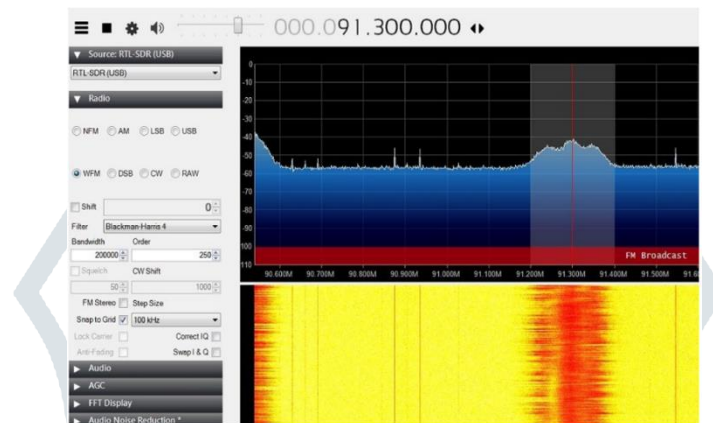 000.091.300.000
Source: RTL-SDR (USB)
RTL-SDR (USB)
Radio
NFM AM LSB USB
WFM DSB CW RAW
Shift 0
Filter Blackman-Harris 4
Bandwidth Order
200000 250
Squelch CW Shift
50 1000
FM Stereo Step Size
Snap to Grid 100 kHz
Lock Carrier Correct IQ
Anti-Fading Swap I & Q
Audio
AGC
FFT Display
Audio Noise Reduction *
0
-10
-20
-30
-40
-50
-60
-70
-80
-90
100
110
FM Broadcast
90.600M 90.700M 90.800M 90.900M 91.000M 91.100M 91.200M 91.300M 91.400M 91.500M 91.6